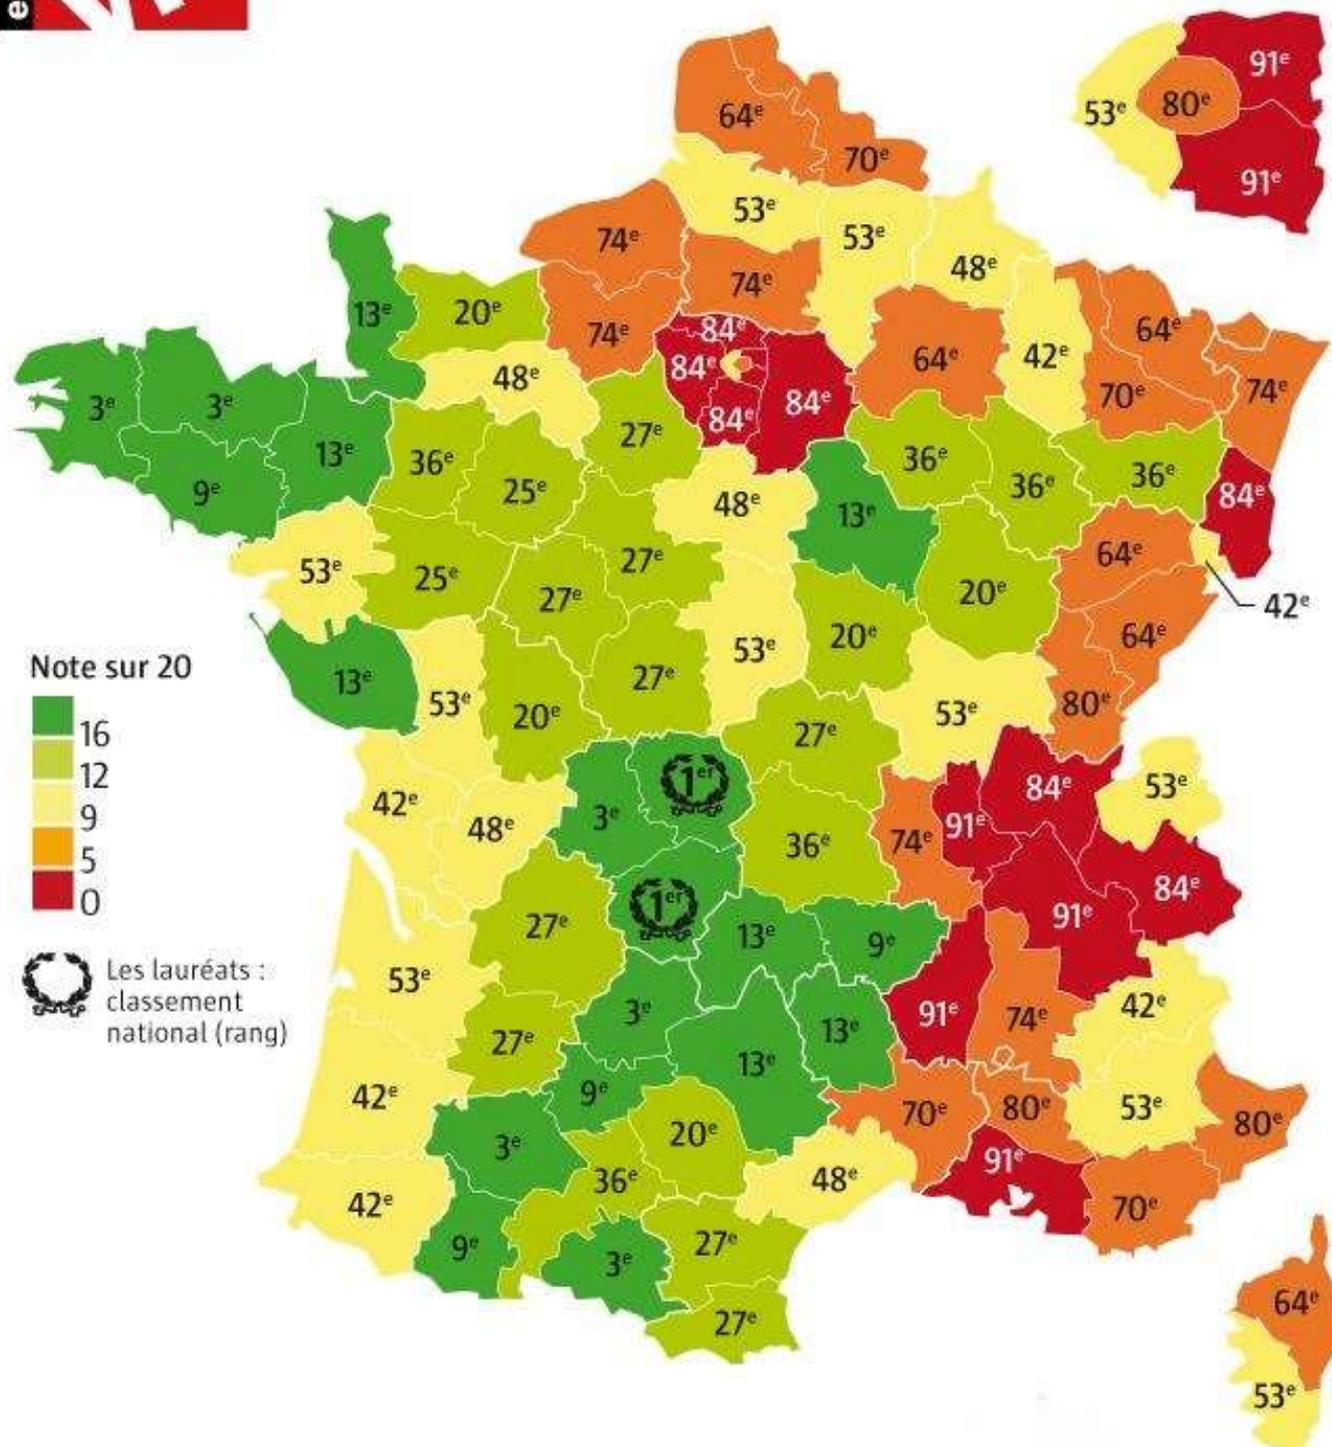 e
91e
53e
80e
91e
64e
70e
53e
74e
53e
48e
74e
13e
20e
74e
84e
64e
42e
64e
84e
48e
84e
84e
70e
74e
3e
3e
27e
13e
36e
36e
36e
36e
9e
25e
48e
13e
84e
53e
25e
27e
64e
27e
20e
42e
53e
20e
64e
Note sur 20
16
12
9
5
0
13e
53e
27e
20e
27e
53e
80e
42e
48e
3e
1er
84e
53e
36e
74e
91e
84e
1er
91e
27e
13e
9e
Les lauréats :
classement
national (rang)
53e
3e
91e
42e
27e
13e
13e
74e
42e
9e
70e
80e
53e
80e
3e
20e
42e
36e
48e
91e
70e
9e
3e
27e
27e
64e
53e